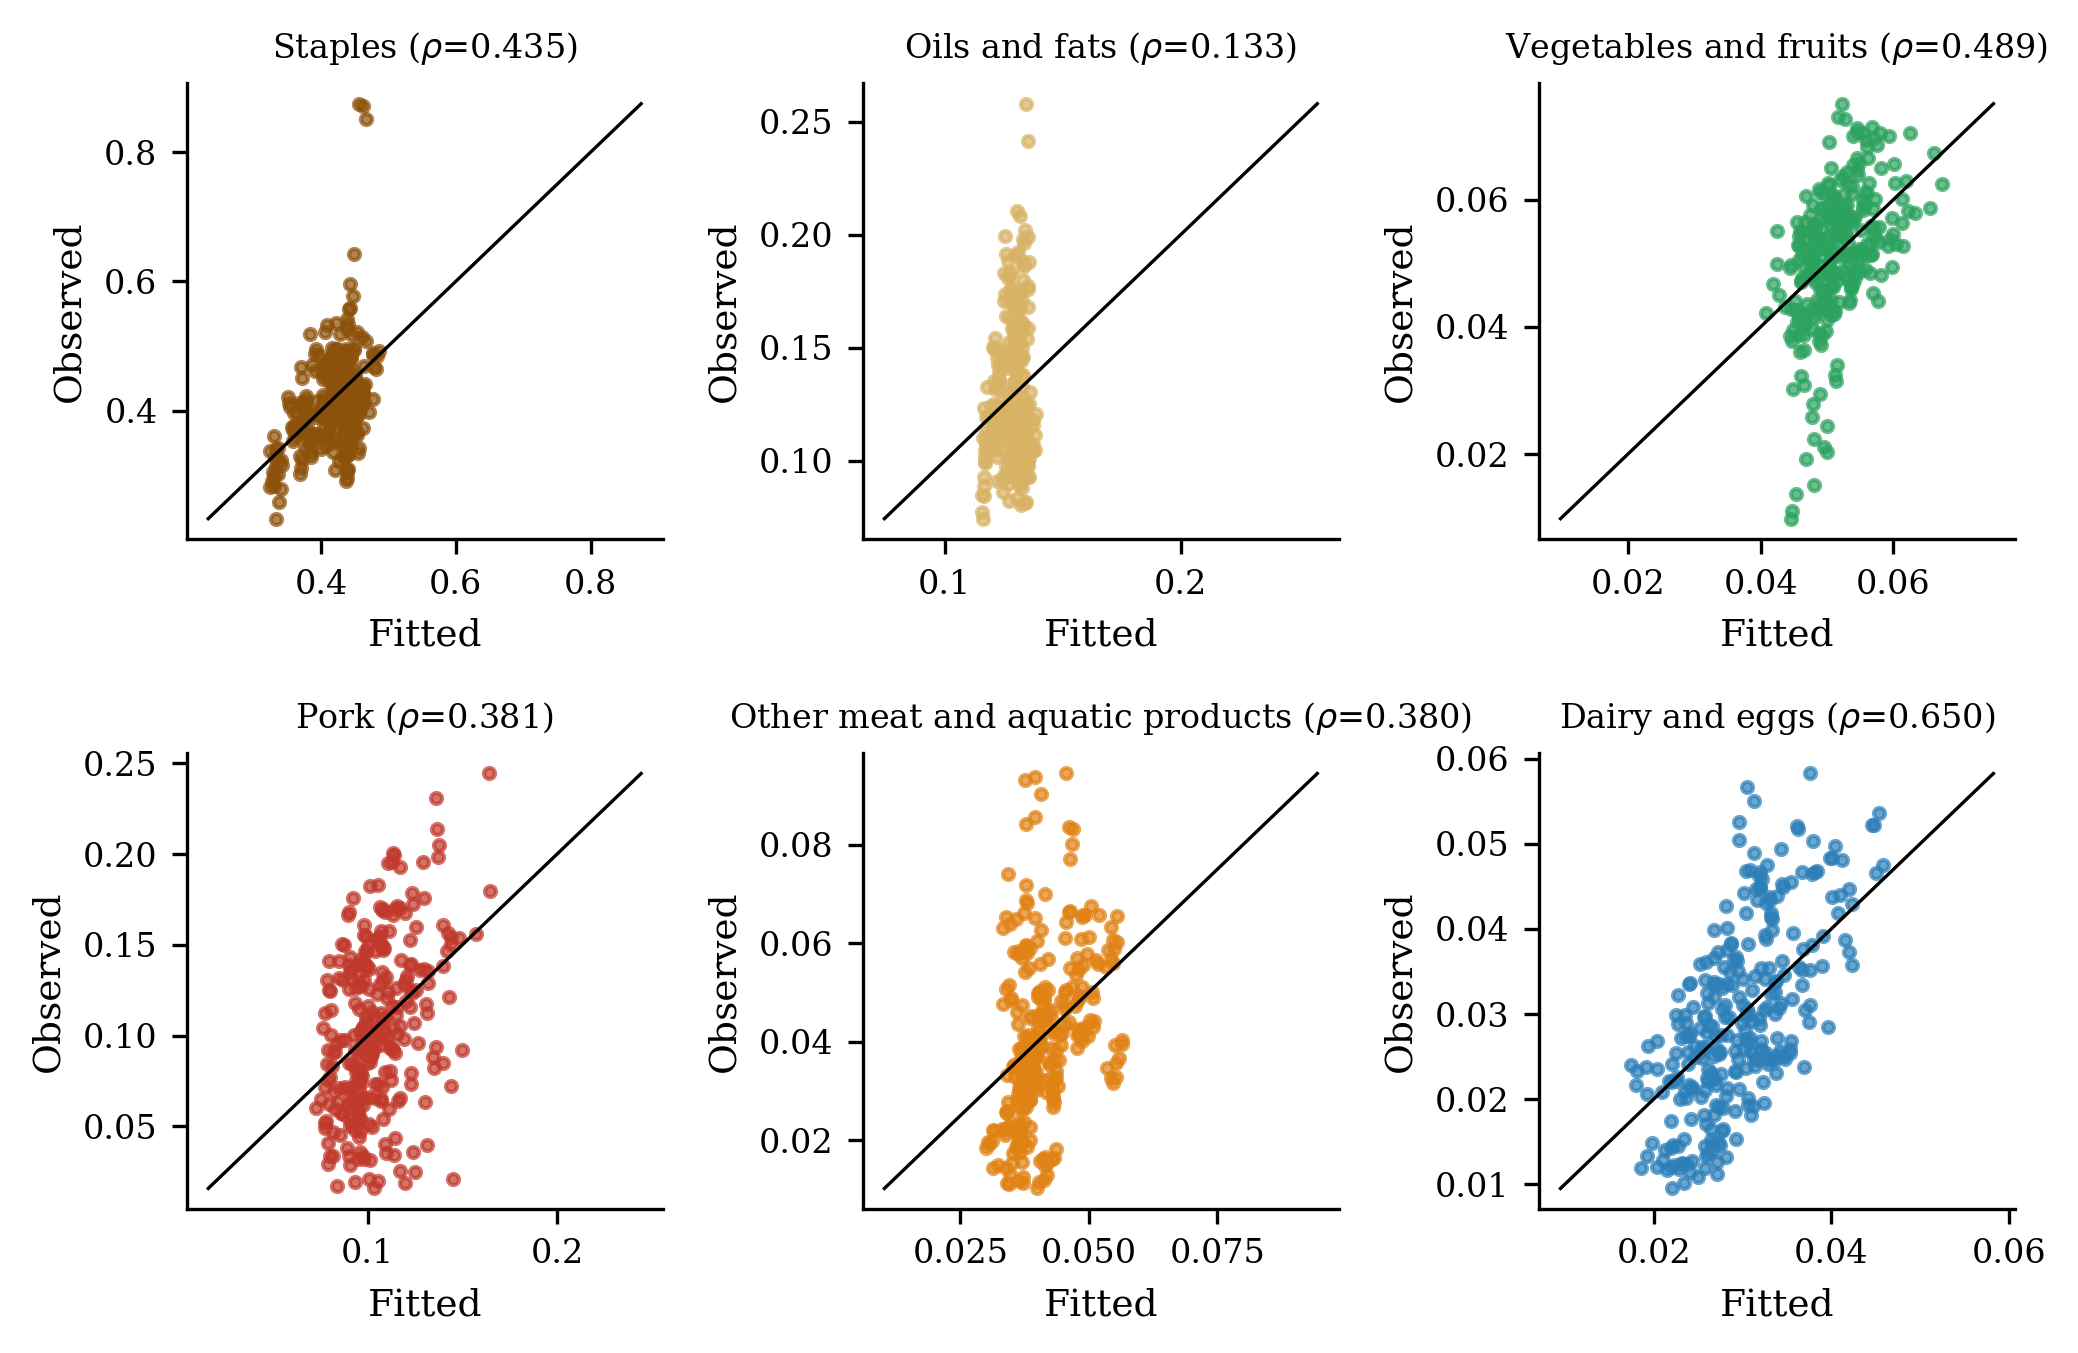 Staples (ρ=0.435)
Observed
0.8
0.6
0.4
0.4 0.6 0.8
Fitted
Oils and fats (ρ=0.133)
Observed
0.25
0.20
0.15
0.10
0.1 0.2
Fitted
Vegetables and fruits (ρ=0.489)
Observed
0.06
0.04
0.02
0.02 0.04 0.06
Fitted
Pork (ρ=0.381)
Observed
0.25
0.20
0.15
0.10
0.05
0.1 0.2
Fitted
Other meat and aquatic products (ρ=0.380)
Observed
0.08
0.06
0.04
0.02
0.025 0.050 0.075
Fitted
Dairy and eggs (ρ=0.650)
Observed
0.06
0.05
0.04
0.03
0.02
0.01
0.02 0.04 0.06
Fitted